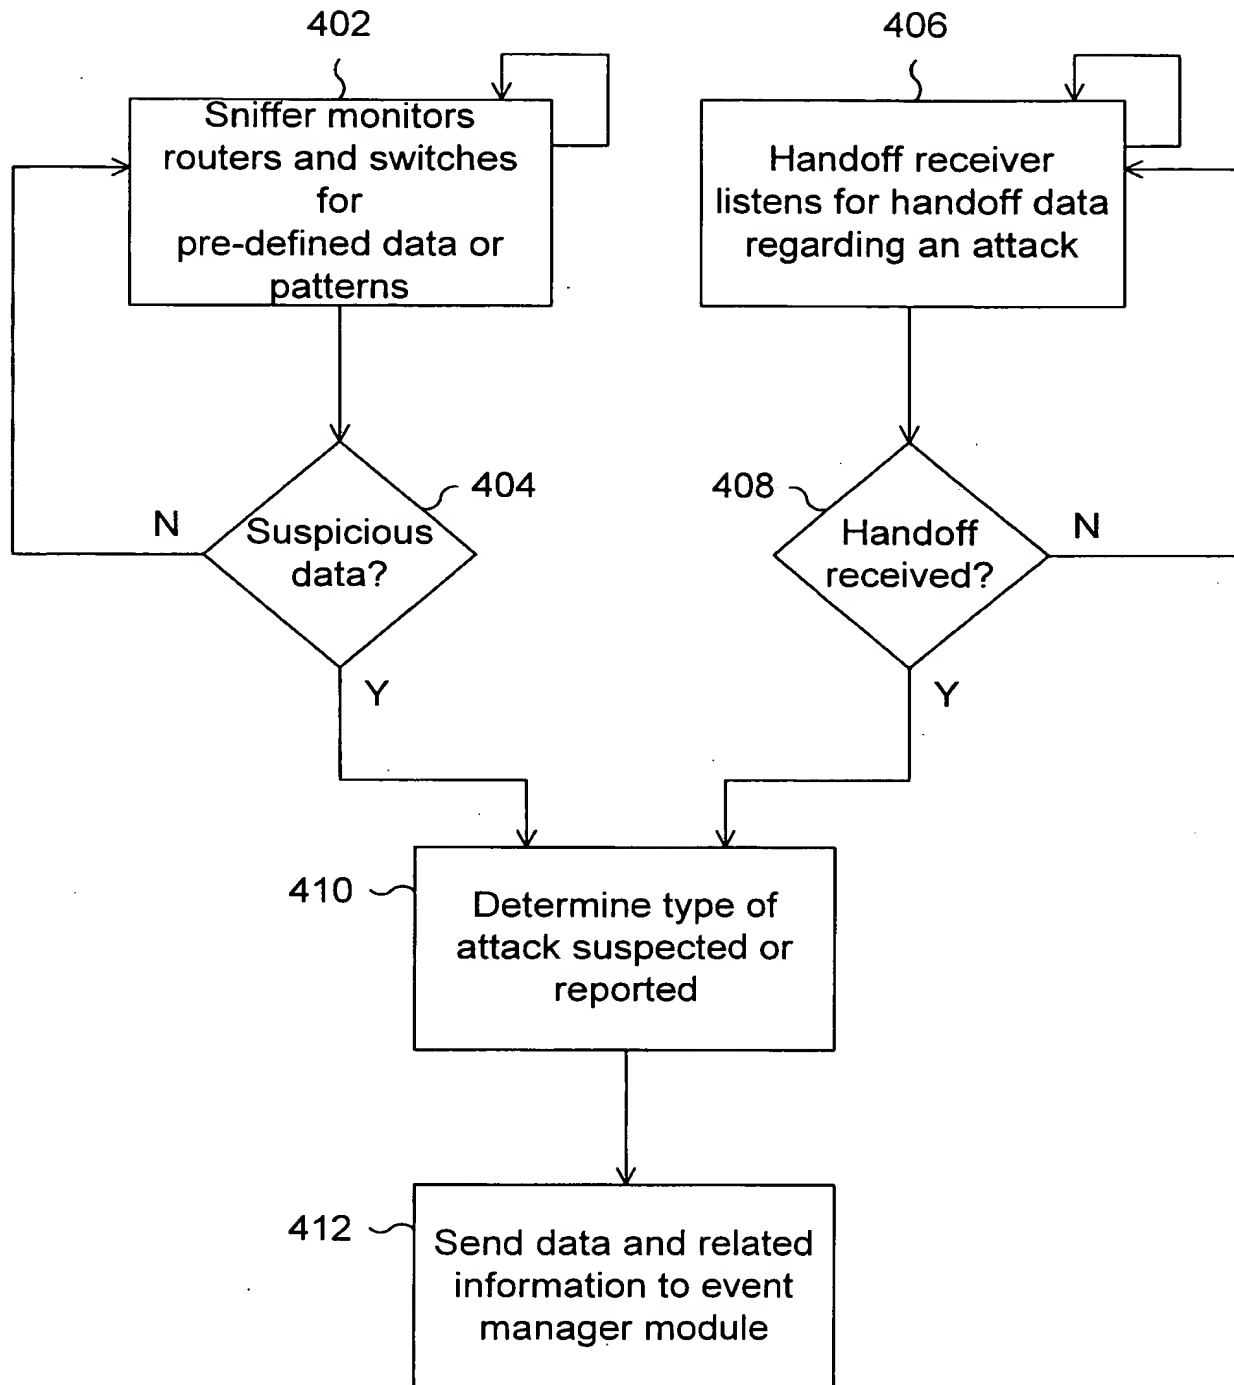 402
Sniffer monitors
routers and switches
for
pre-defined data or
patterns
406
Handoff receiver
listens for handoff data
regarding an attack
404
Suspicious
data?
N
Y
408
Handoff
received?
N
Y
410
Determine type of
attack suspected or
reported
412
Send data and related
information to event
manager module